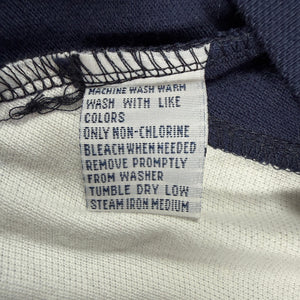 MACHINE WASH WARM
WASH WITH LIKE
COLORS
ONLY NON-CHLORINE
BLEACH WHEN NEEDED
REMOVE PROMPTLY
FROM WASHER
TUMBLE DRY LOW
STEAM IRON MEDIUM